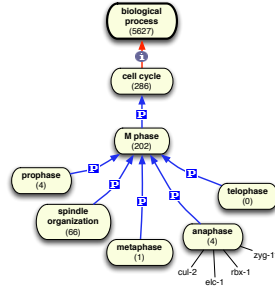 biological
process
(5627)
i
cell cycle
(286)
P
M phase
(202)
P
P
P
P
P
prophase
(4)
spindle
organization
(66)
metaphase
(1)
anaphase
(4)
telophase
(0)
zyg-1
cul-2
rbx-1
elc-1